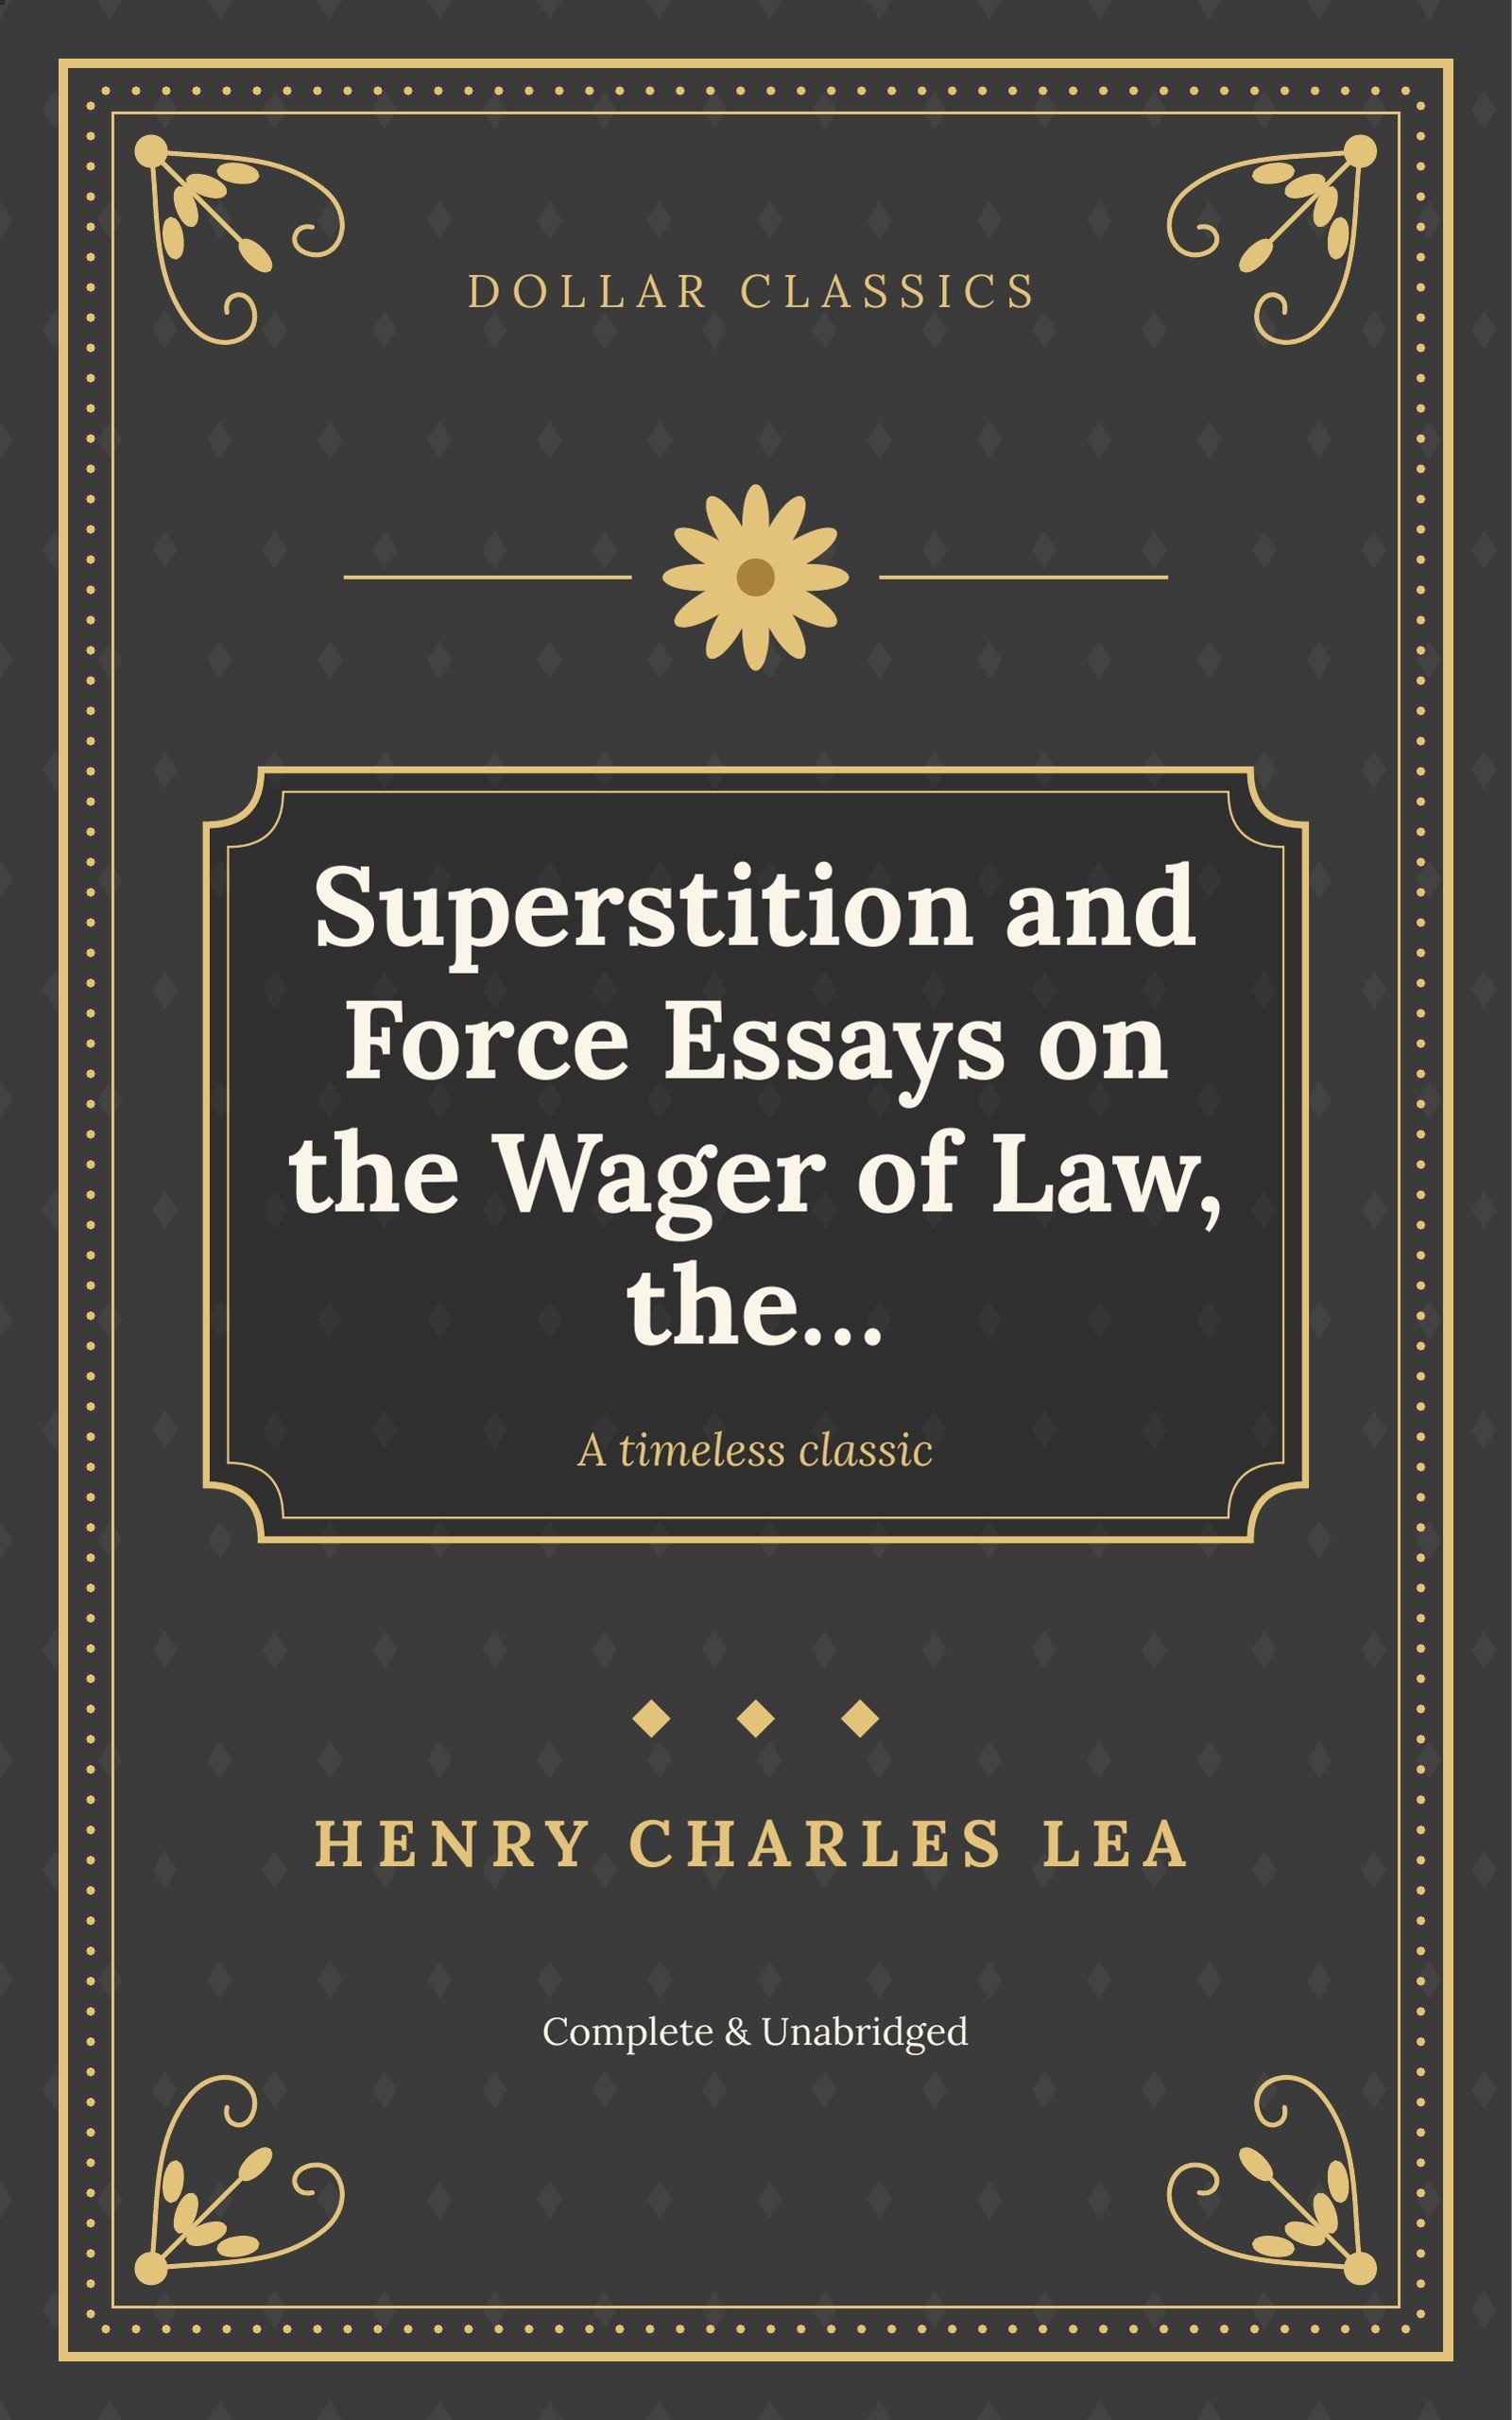 DOLLAR CLASSICS
Superstition and
Force Essays on
the Wager of Law,
the...
A timeless classic
HENRY CHARLES LEA
Complete & Unabridged